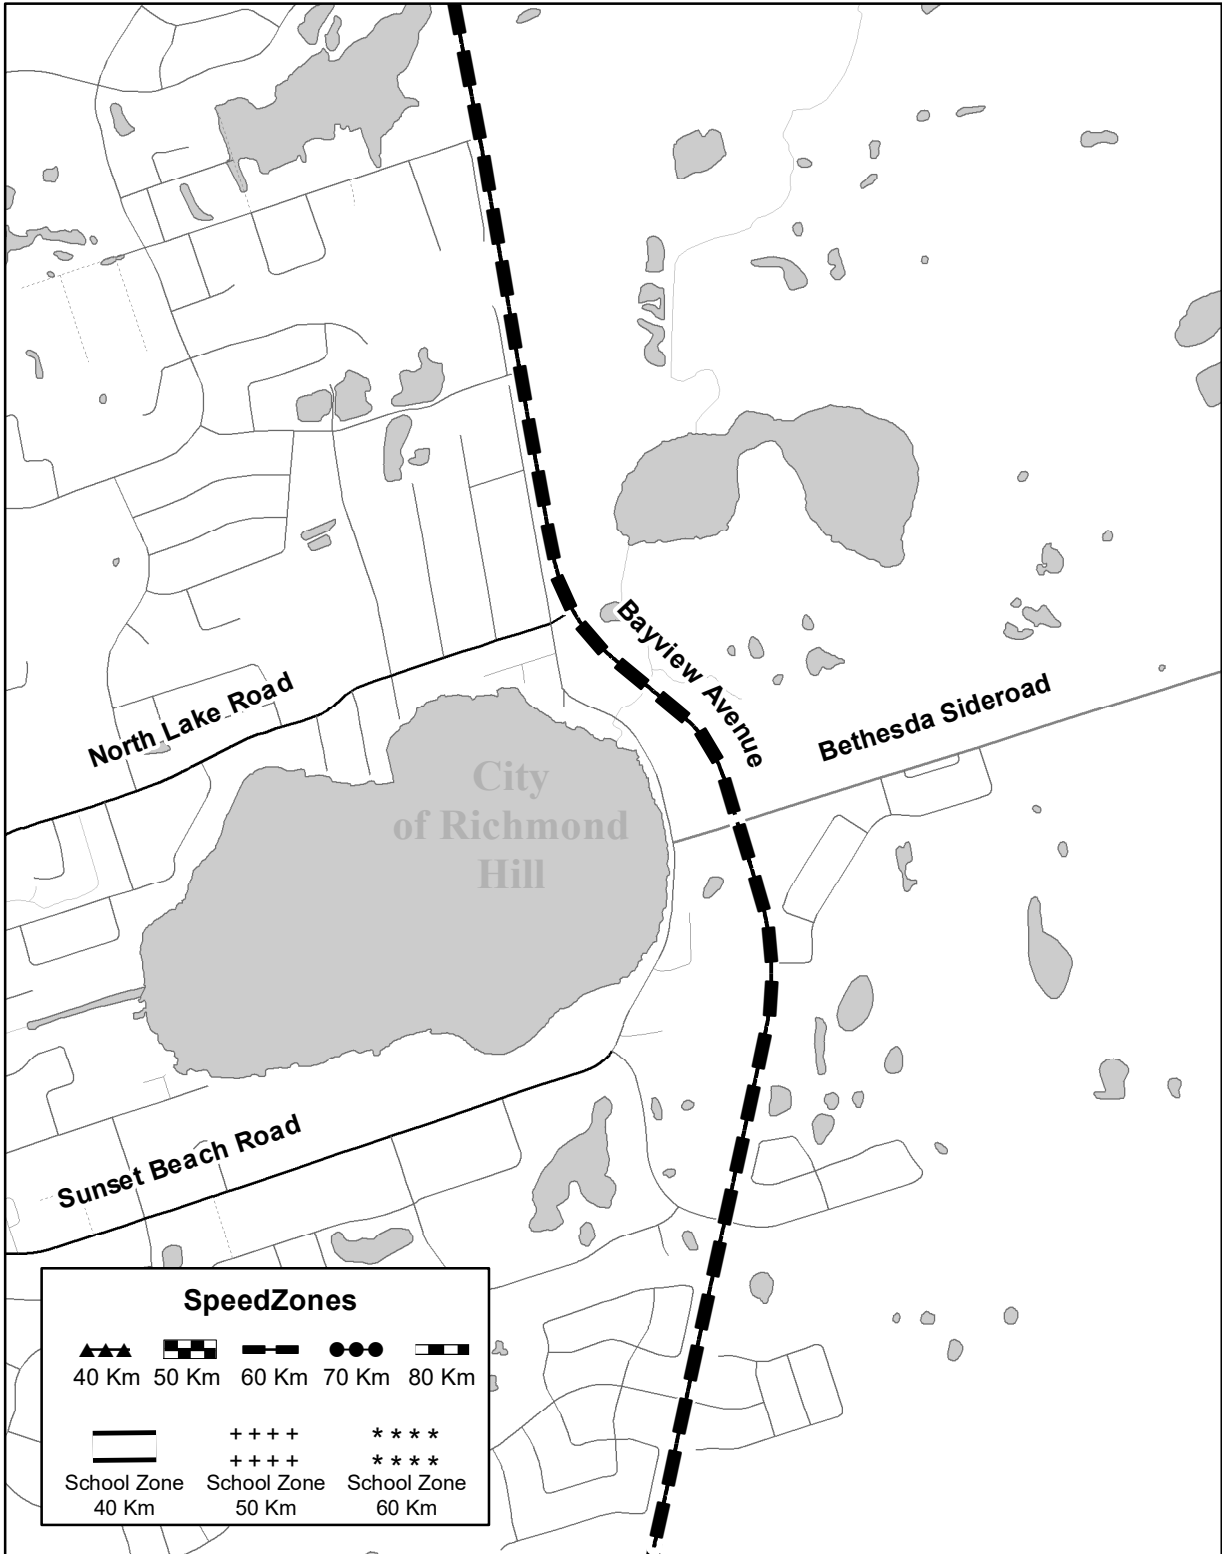 Bayview Avenue
Bethesda Sideroad
North Lake Road
City
of Richmond
Hill
Sunset Beach Road
SpeedZones
40 Km 50 Km 60 Km 70 Km 80 Km
School Zone School Zone School Zone
40 Km 50 Km 60 Km